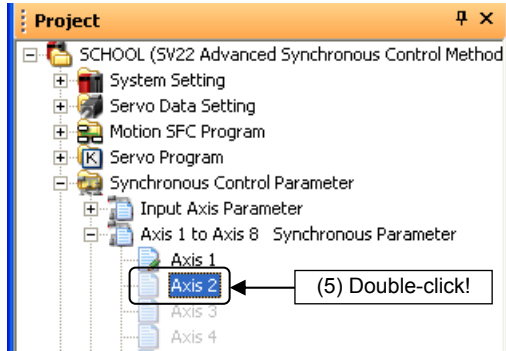 Project
SCHOOL (SV22 Advanced Synchronous Control Method
System Setting
Servo Data Setting
Motion SFC Program
K Servo Program
Synchronous Control Parameter
Input Axis Parameter
Axis 1 to Axis 8 Synchronous Parameter
Axis 1
Axis 2 (5) Double-click!
Axis 3
Axis 4